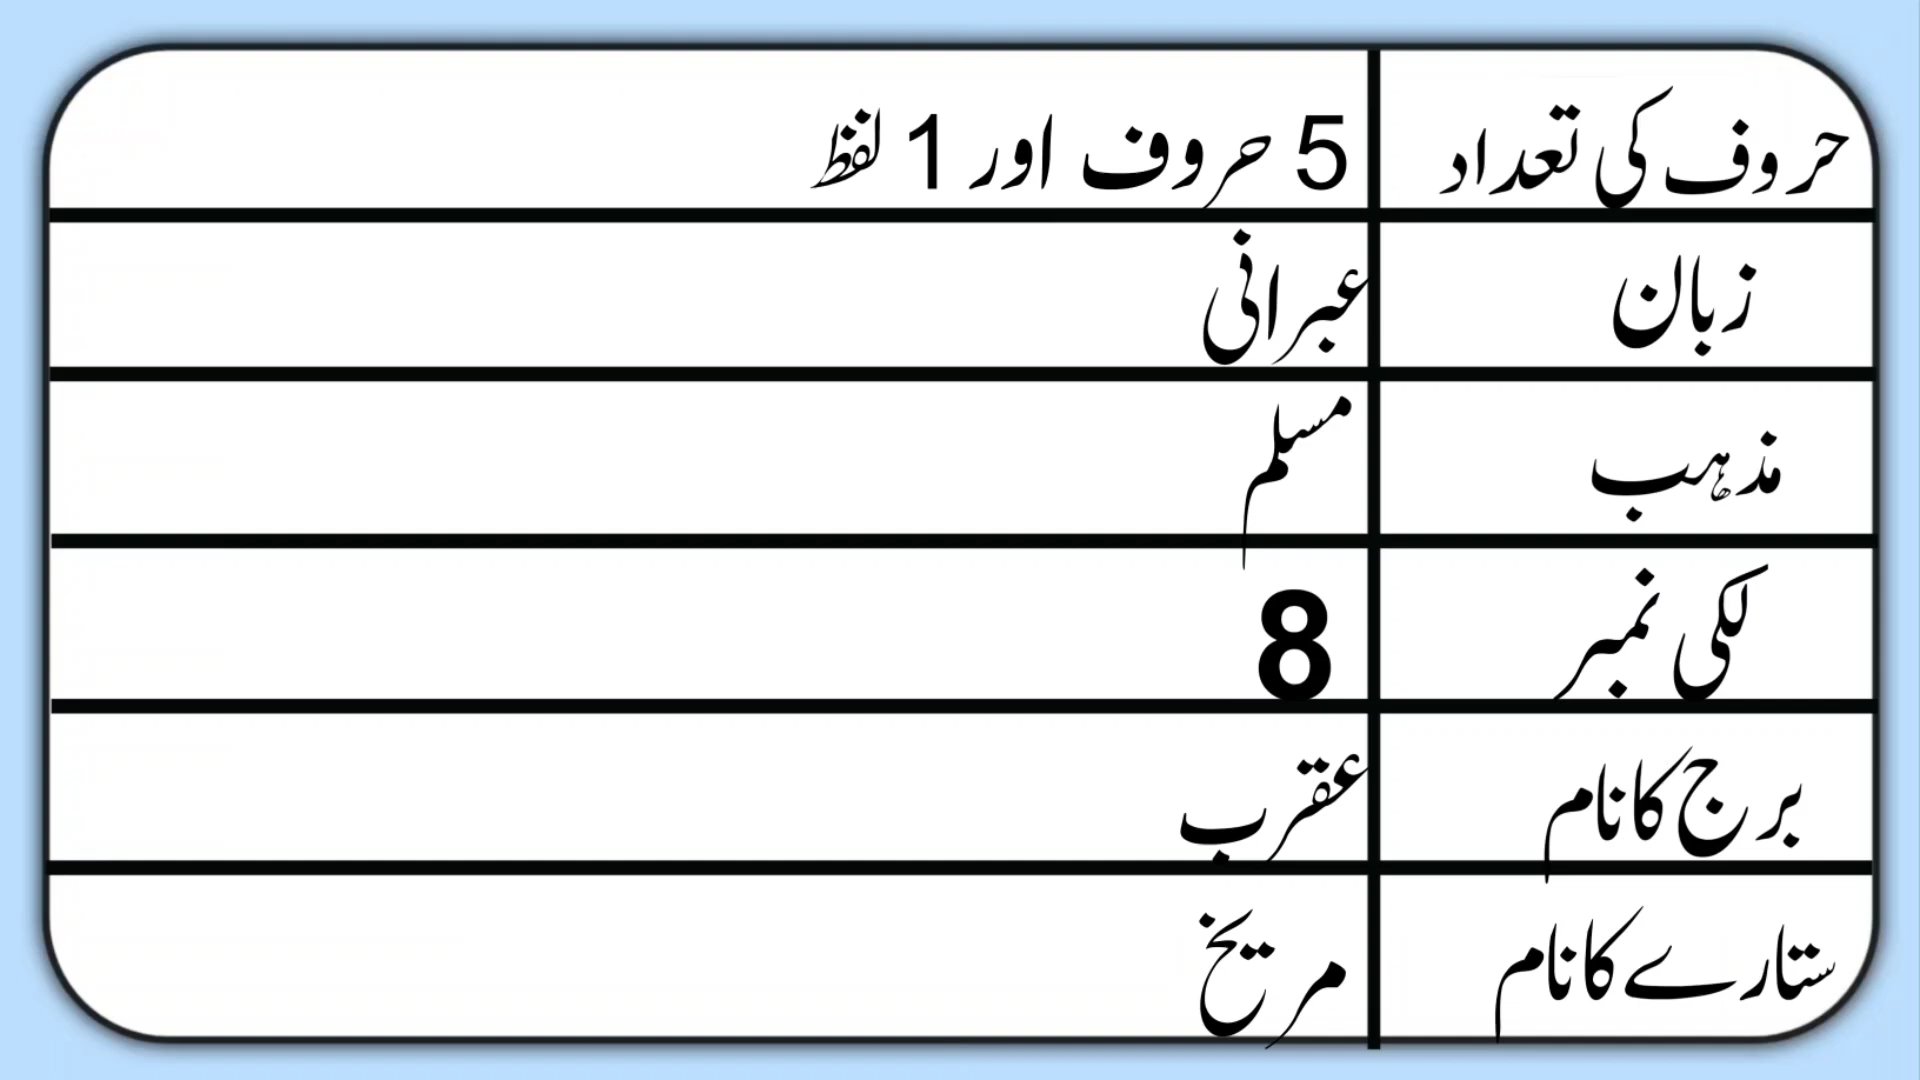 حروف کی تعداد 5 حروف اور 1 لفظ
زبان عبرانی
مذہب مسلم
لکی نمبر 8
برج کا نام عقرب
ستارے کا نام مریخ